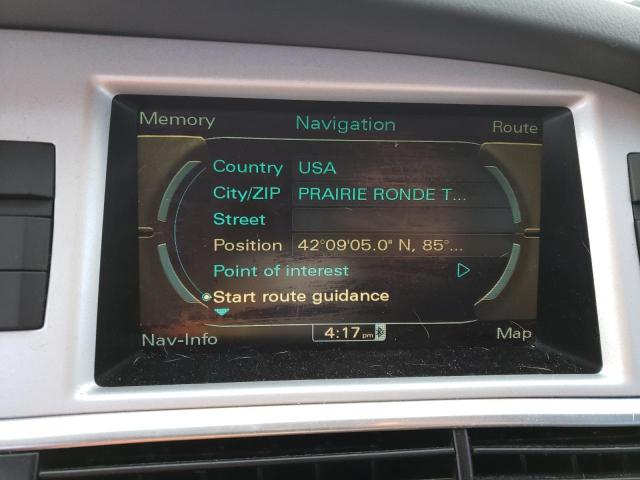 Memory
Navigation
Route
Country USA
City/ZIP PRAIRIE RONDE T...
Street
Position 42°09'05.0" N, 85°...
Point of interest
Start route guidance
Nav-Info
4:17 pm
Map